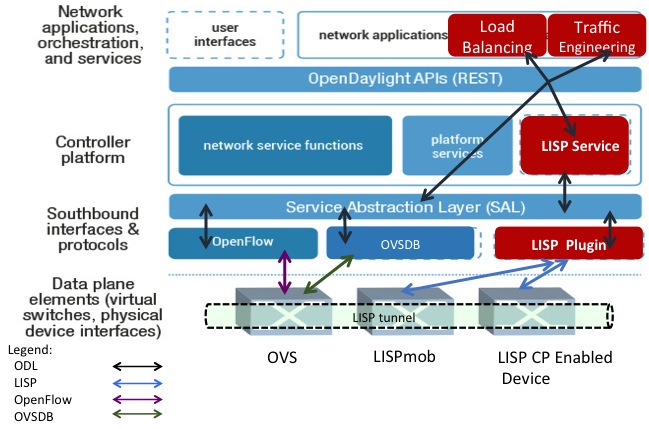 Network
applications,
orchestration,
and services
user
interfaces
network applications
Load
Balancing
Traffic
Engineering
OpenDaylight APIs (REST)
Controller
platform
network service functions
platform
services
LISP Service
Service Abstraction Layer (SAL)
Southbound
interfaces &
protocols
OpenFlow
OVSDB
LISP Plugin
Data plane
elements (virtual
switches, physical
device interfaces)
LISP tunnel
OVS
LISPmob
LISP CP Enabled
Device
Legend:
ODL
LISP
OpenFlow
OVSDB